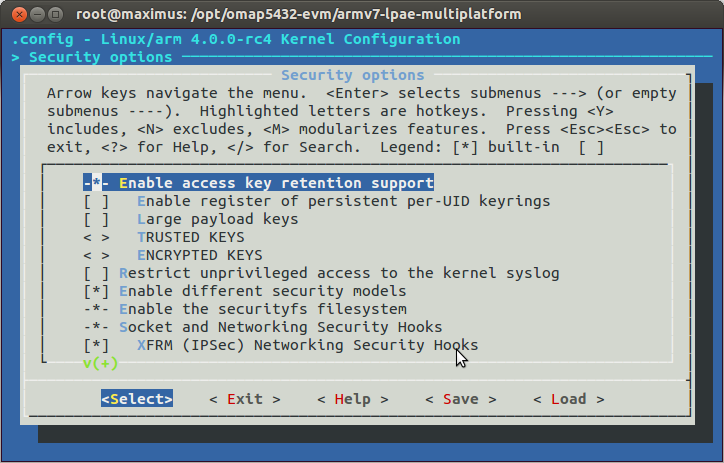 root@maximus: /opt/omap5432-evm/armv7-lpae-multiplatform
.config - Linux/arm 4.0.0-rc4 Kernel Configuration
> Security options
Security options
Arrow keys navigate the menu.  <Enter> selects submenus ---> (or empty
submenus ----).  Highlighted letters are hotkeys.  Pressing <Y>
includes, <N> excludes, <M> modularizes features.  Press <Esc><Esc> to
exit, <?> for Help, </> for Search.  Legend: [*] built-in  [ ]
-*- Enable access key retention support
[ ]   Enable register of persistent per-UID keyrings
[ ]   Large payload keys
< >   TRUSTED KEYS
< >   ENCRYPTED KEYS
[ ] Restrict unprivileged access to the kernel syslog
[*] Enable different security models
-*- Enable the securityfs filesystem
-*- Socket and Networking Security Hooks
[*]   XFRM (IPSec) Networking Security Hooks
v(+)
<Select>    < Exit >    < Help >    < Save >    < Load >